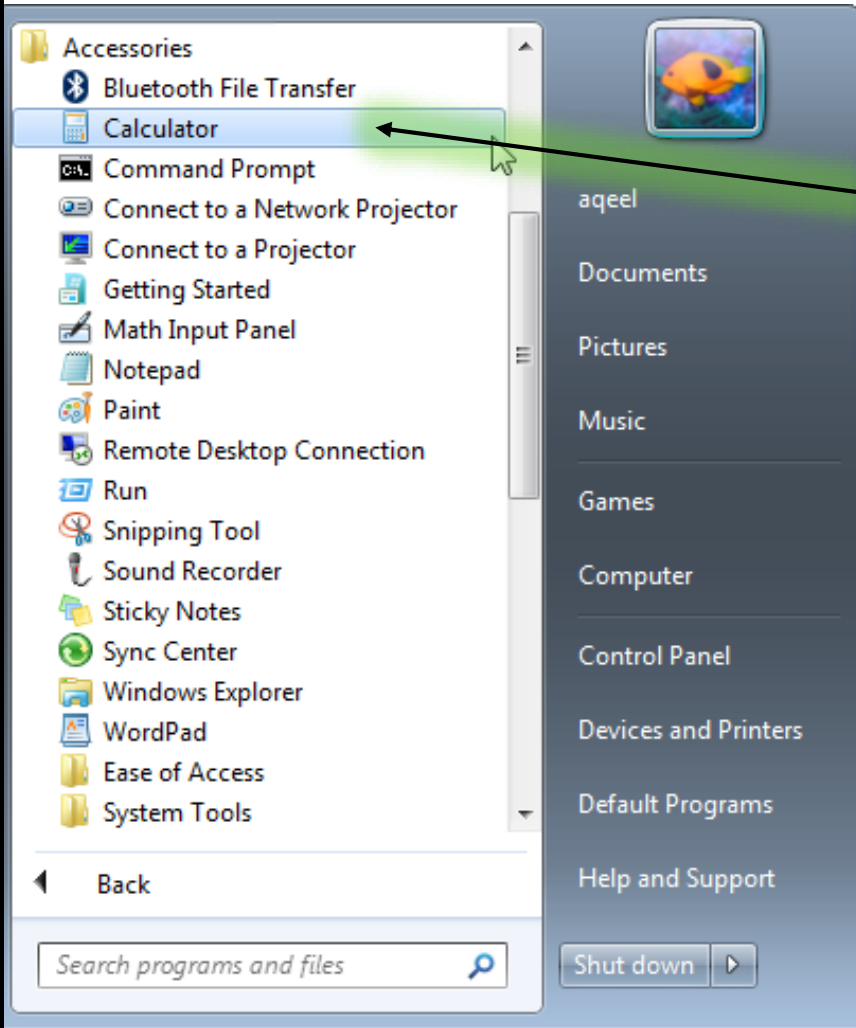 Accessories
Bluetooth File Transfer
Calculator
Command Prompt
Connect to a Network Projector
Connect to a Projector
Getting Started
Math Input Panel
Notepad
Paint
Remote Desktop Connection
Run
Snipping Tool
Sound Recorder
Sticky Notes
Sync Center
Windows Explorer
WordPad
Ease of Access
System Tools
Back
Search programs and files
aqeel
Documents
Pictures
Music
Games
Computer
Control Panel
Devices and Printers
Default Programs
Help and Support
Shut down